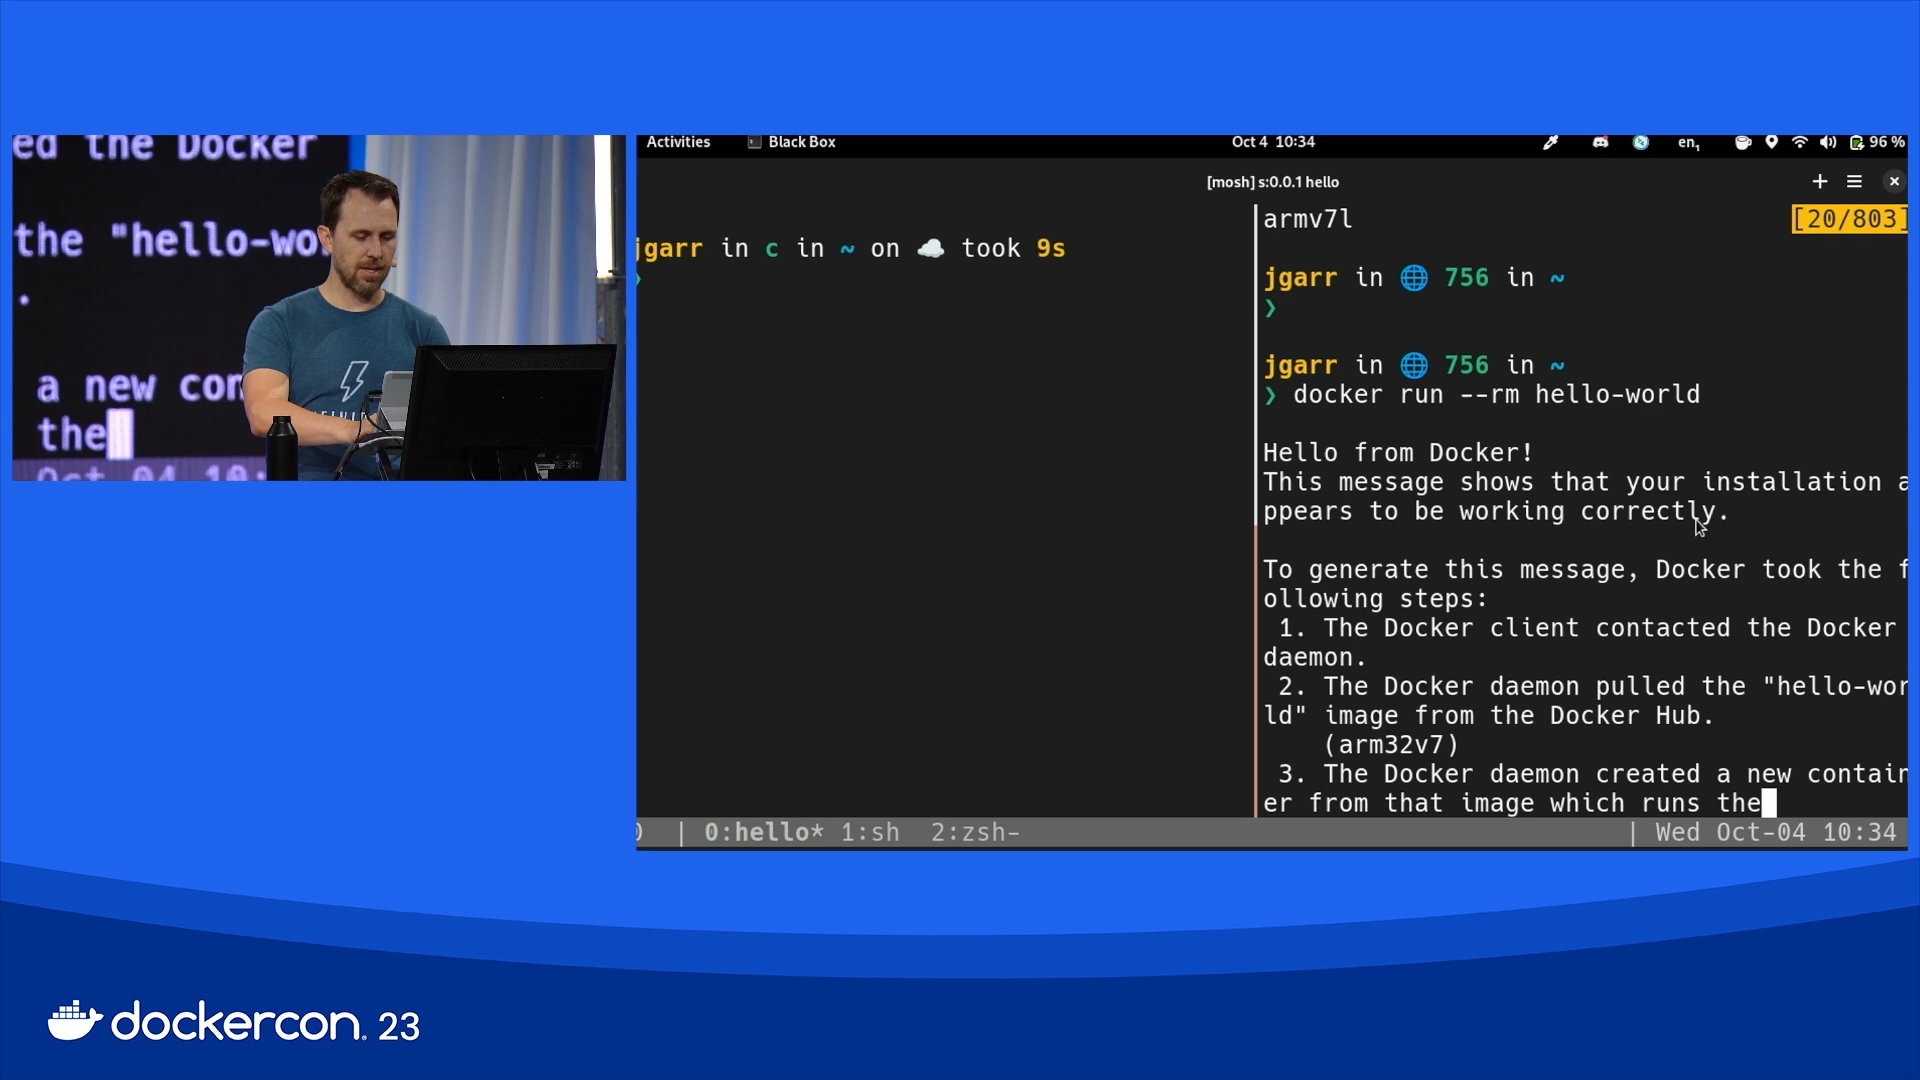 ed the Docker
the "hello-wo
.
a new con
the
Oct-04 10:
Activities
Black Box
Oct 4 10:34
en₁
96 %
[mosh] s:0.0.1 hello
jgarr in c in ~ on ☁ took 9s
❯
armv7l
[20/803]
jgarr in 🌐 756 in ~
❯
jgarr in 🌐 756 in ~
❯ docker run --rm hello-world
Hello from Docker!
This message shows that your installation a
ppears to be working correctly.
To generate this message, Docker took the f
ollowing steps:
1. The Docker client contacted the Docker
daemon.
2. The Docker daemon pulled the "hello-wor
ld" image from the Docker Hub.
(arm32v7)
3. The Docker daemon created a new contain
er from that image which runs the
| 0:hello* 1:sh 2:zsh-
| Wed Oct-04 10:34
dockercon. 23